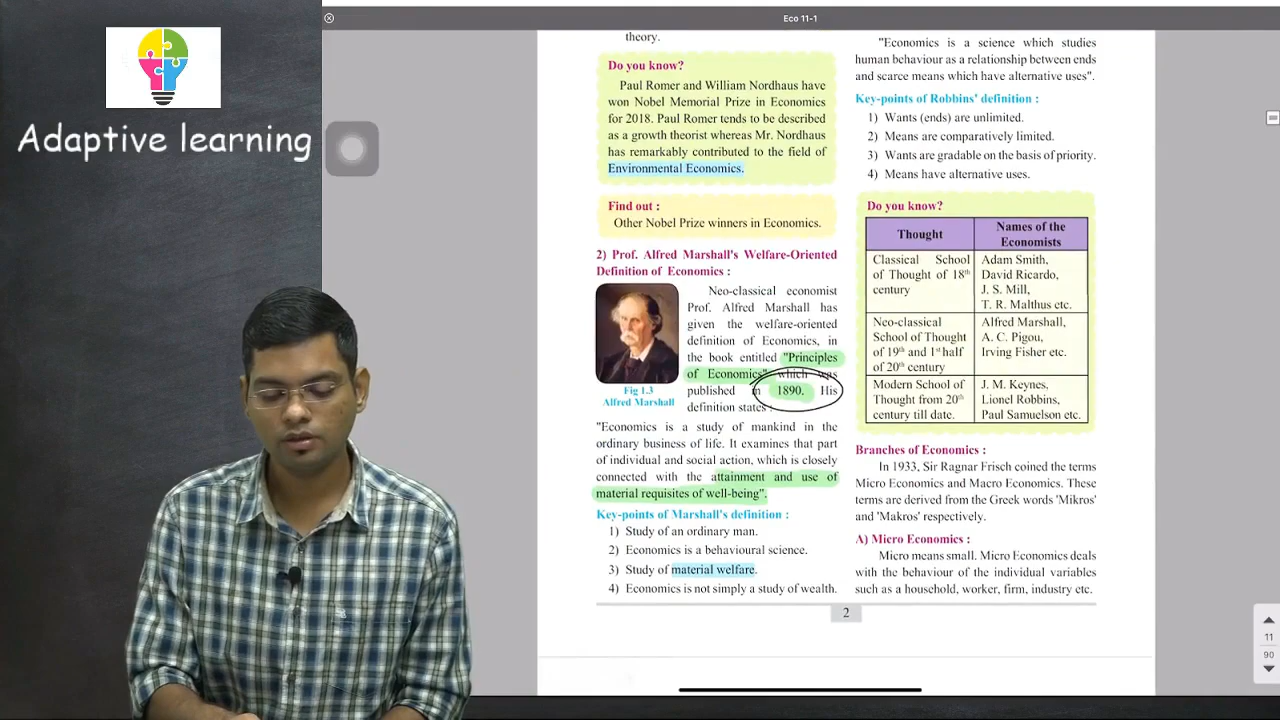 Adaptive learning
Eco 11-1
theory.
Do you know?
Paul Romer and William Nordhaus have
won Nobel Memorial Prize in Economics
for 2018. Paul Romer tends to be described
as a growth theorist whereas Mr. Nordhaus
has remarkably contributed to the field of
Environmental Economics.
Find out :
Other Nobel Prize winners in Economics.
2) Prof. Alfred Marshall's Welfare-Oriented
Definition of Economics :
Neo-classical economist
Prof. Alfred Marshall has
given the welfare-oriented
definition of Economics, in
the book entitled "Principles
of Economics" which was
published in 1890. His
definition states :
Fig 1.3
Alfred Marshall
"Economics is a study of mankind in the
ordinary business of life. It examines that part
of individual and social action, which is closely
connected with the attainment and use of
material requisites of well-being".
Key-points of Marshall's definition :
1) Study of an ordinary man.
2) Economics is a behavioural science.
3) Study of material welfare.
4) Economics is not simply a study of wealth.
"Economics is a science which studies
human behaviour as a relationship between ends
and scarce means which have alternative uses".
Key-points of Robbins' definition :
1) Wants (ends) are unlimited.
2) Means are comparatively limited.
3) Wants are gradable on the basis of priority.
4) Means have alternative uses.
Do you know?
Thought
Names of the
Economists
Classical School
of Thought of 18th
century
Adam Smith,
David Ricardo,
J. S. Mill,
T. R. Malthus etc.
Neo-classical
School of Thought
of 19th and 1st half
of 20th century
Alfred Marshall,
A. C. Pigou,
Irving Fisher etc.
Modern School of
Thought from 20th
century till date.
J. M. Keynes,
Lionel Robbins,
Paul Samuelson etc.
Branches of Economics :
In 1933, Sir Ragnar Frisch coined the terms
Micro Economics and Macro Economics. These
terms are derived from the Greek words 'Mikros'
and 'Makros' respectively.
A) Micro Economics :
Micro means small. Micro Economics deals
with the behaviour of the individual variables
such as a household, worker, firm, industry etc.
2
11
90